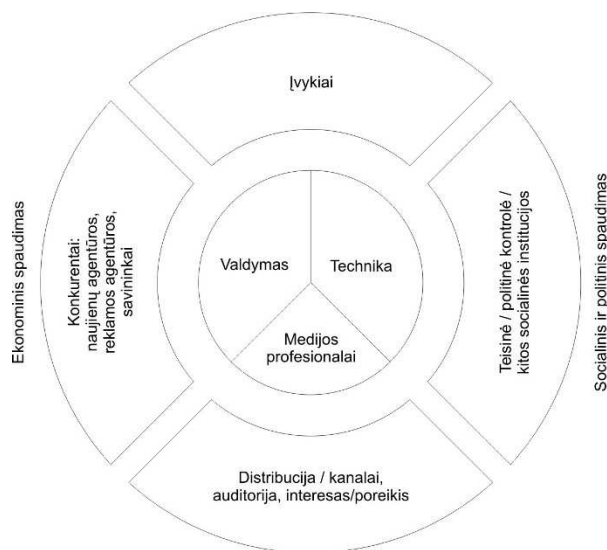 Įvykiai
Ekonominis spaudimas
Konkurentai:
naujienų agentūros,
reklamos agentūros,
savininkai
Valdymas
Technika
Medijos
profesionalai
Teisinė / politinė kontrolė /
kitos socialinės institucijos
Socialinis ir politinis spaudimas
Distribucija / kanalai,
auditorija, interesas/poreikis